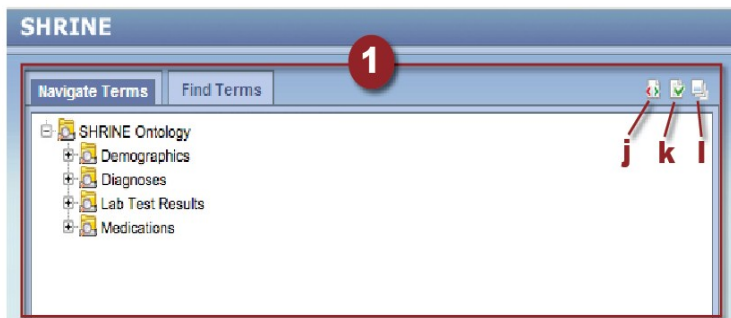 SHRINE
1
Navigate Terms Find Terms
j k l
SHRINE Ontology
Demographics
Diagnoses
Lab Test Results
Medications